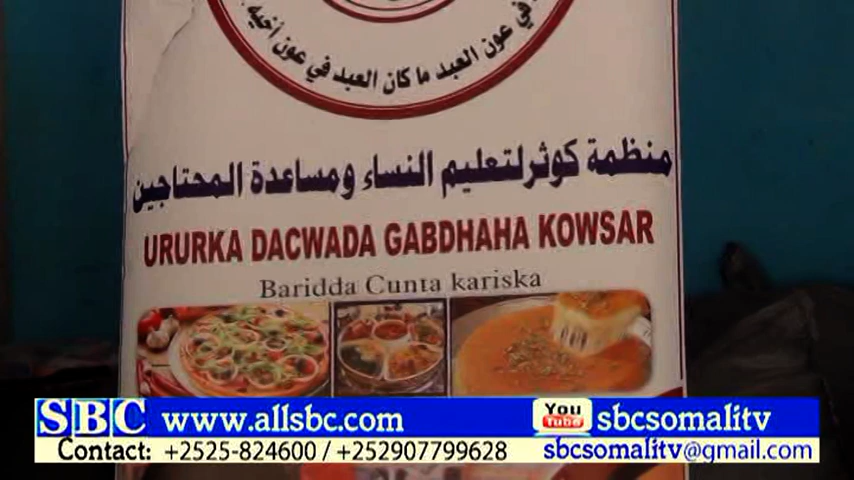 في عون العبد ما كان العبد في عون أخيه
منظمة كوثرلتعليم النساء ومساعدة المحتاجين
URURKA DACWADA GABDHAHA KOWSAR
Baridda Cunta kariska
SBC www.allsbc.com You Tube sbcsomalitv
Contact: +2525-824600 / +252907799628 sbcsomalitv@gmail.com